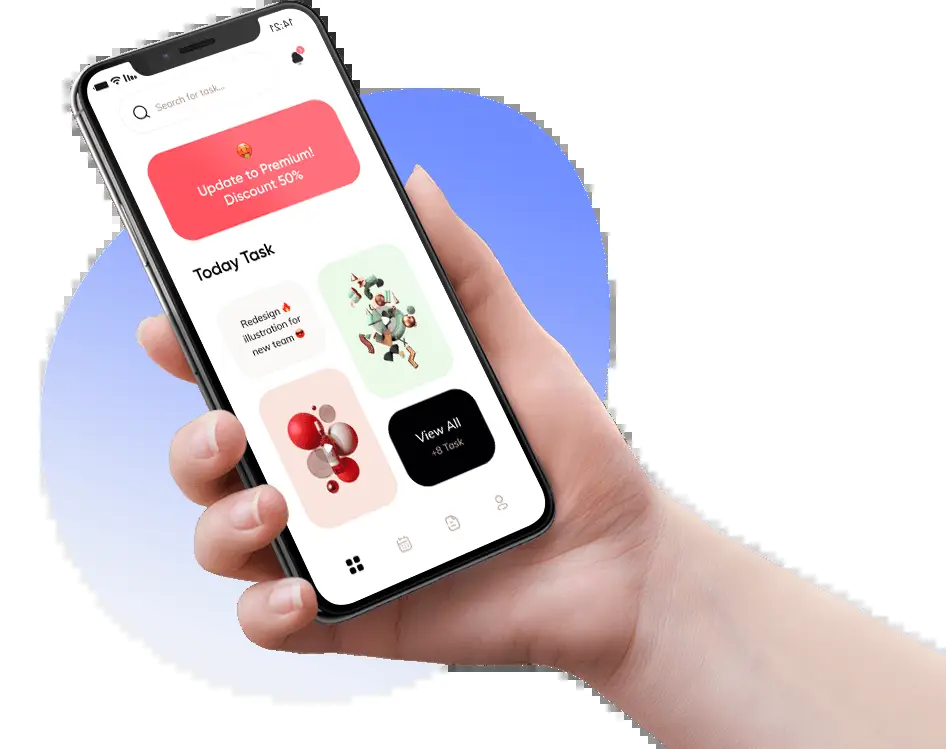 14:21
Search for task...
Update to Premium!
Discount 50%
Today Task
Redesign 🔥
illustration for
new team 😎
View All
+8 Task